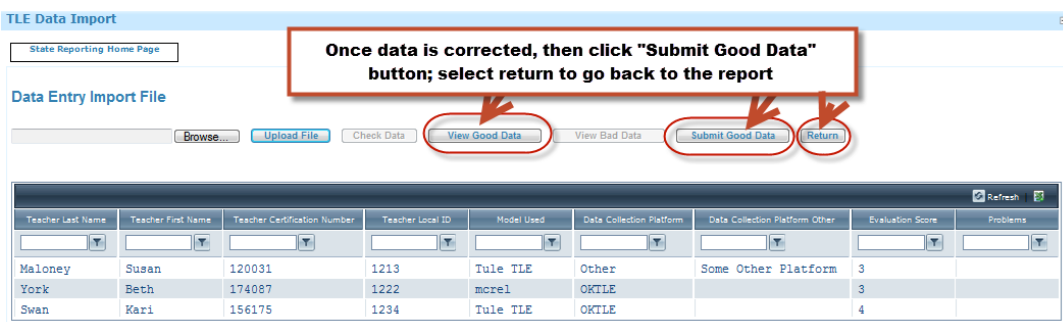 TLE Data Import
State Reporting Home Page
Once data is corrected, then click "Submit Good Data"
button; select return to go back to the report
Data Entry Import File
Browse... Upload File Check Data View Good Data View Bad Data Submit Good Data Return
Refresh
Teacher Last Name Teacher First Name Teacher Certification Number Teacher Local ID Model Used Data Collection Platform Data Collection Platform Other Evaluation Score Problems
Maloney Susan 120031 1213 Tule TLE Other Some Other Platform 3
York Beth 174087 1222 mcrel OKTLE 3
Swan Kari 156175 1234 Tule TLE OKTLE 4